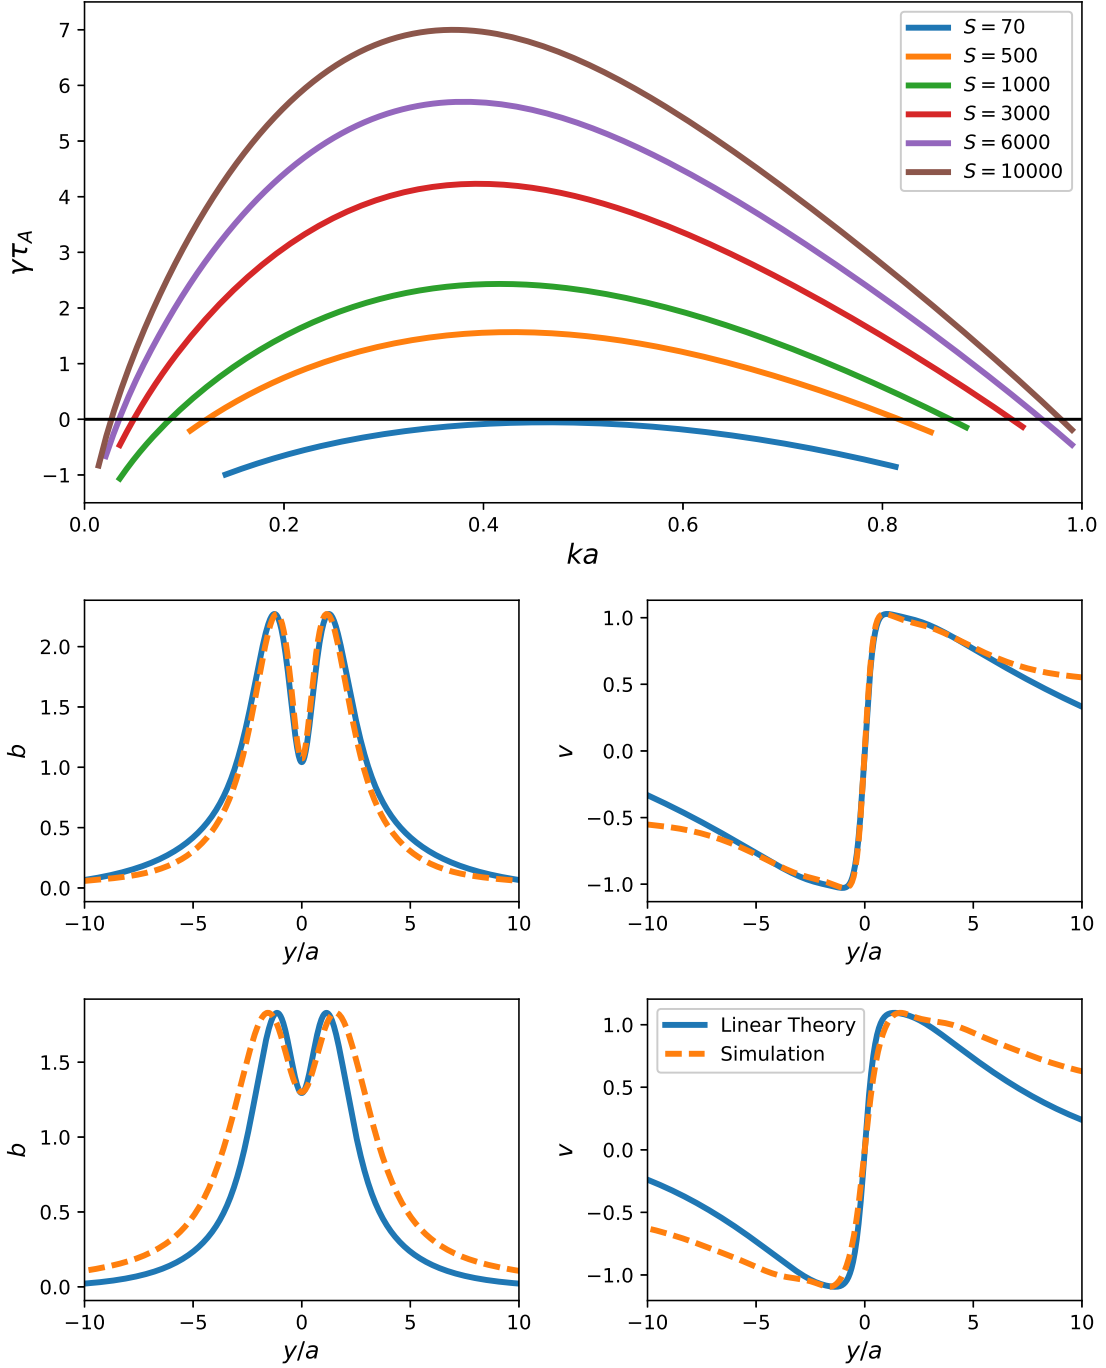 7
6
5
4
3
2
1
0
−1
γτ_A
S = 70
S = 500
S = 1000
S = 3000
S = 6000
S = 10000
0.0 0.2 0.4 0.6 0.8 1.0
ka
2.0
1.5
1.0
0.5
0.0
b
−10 −5 0 5 10
y/a
1.0
0.5
0.0
−0.5
−1.0
v
−10 −5 0 5 10
y/a
1.5
1.0
0.5
0.0
b
−10 −5 0 5 10
y/a
1.0
0.5
0.0
−0.5
−1.0
v
Linear Theory
Simulation
−10 −5 0 5 10
y/a